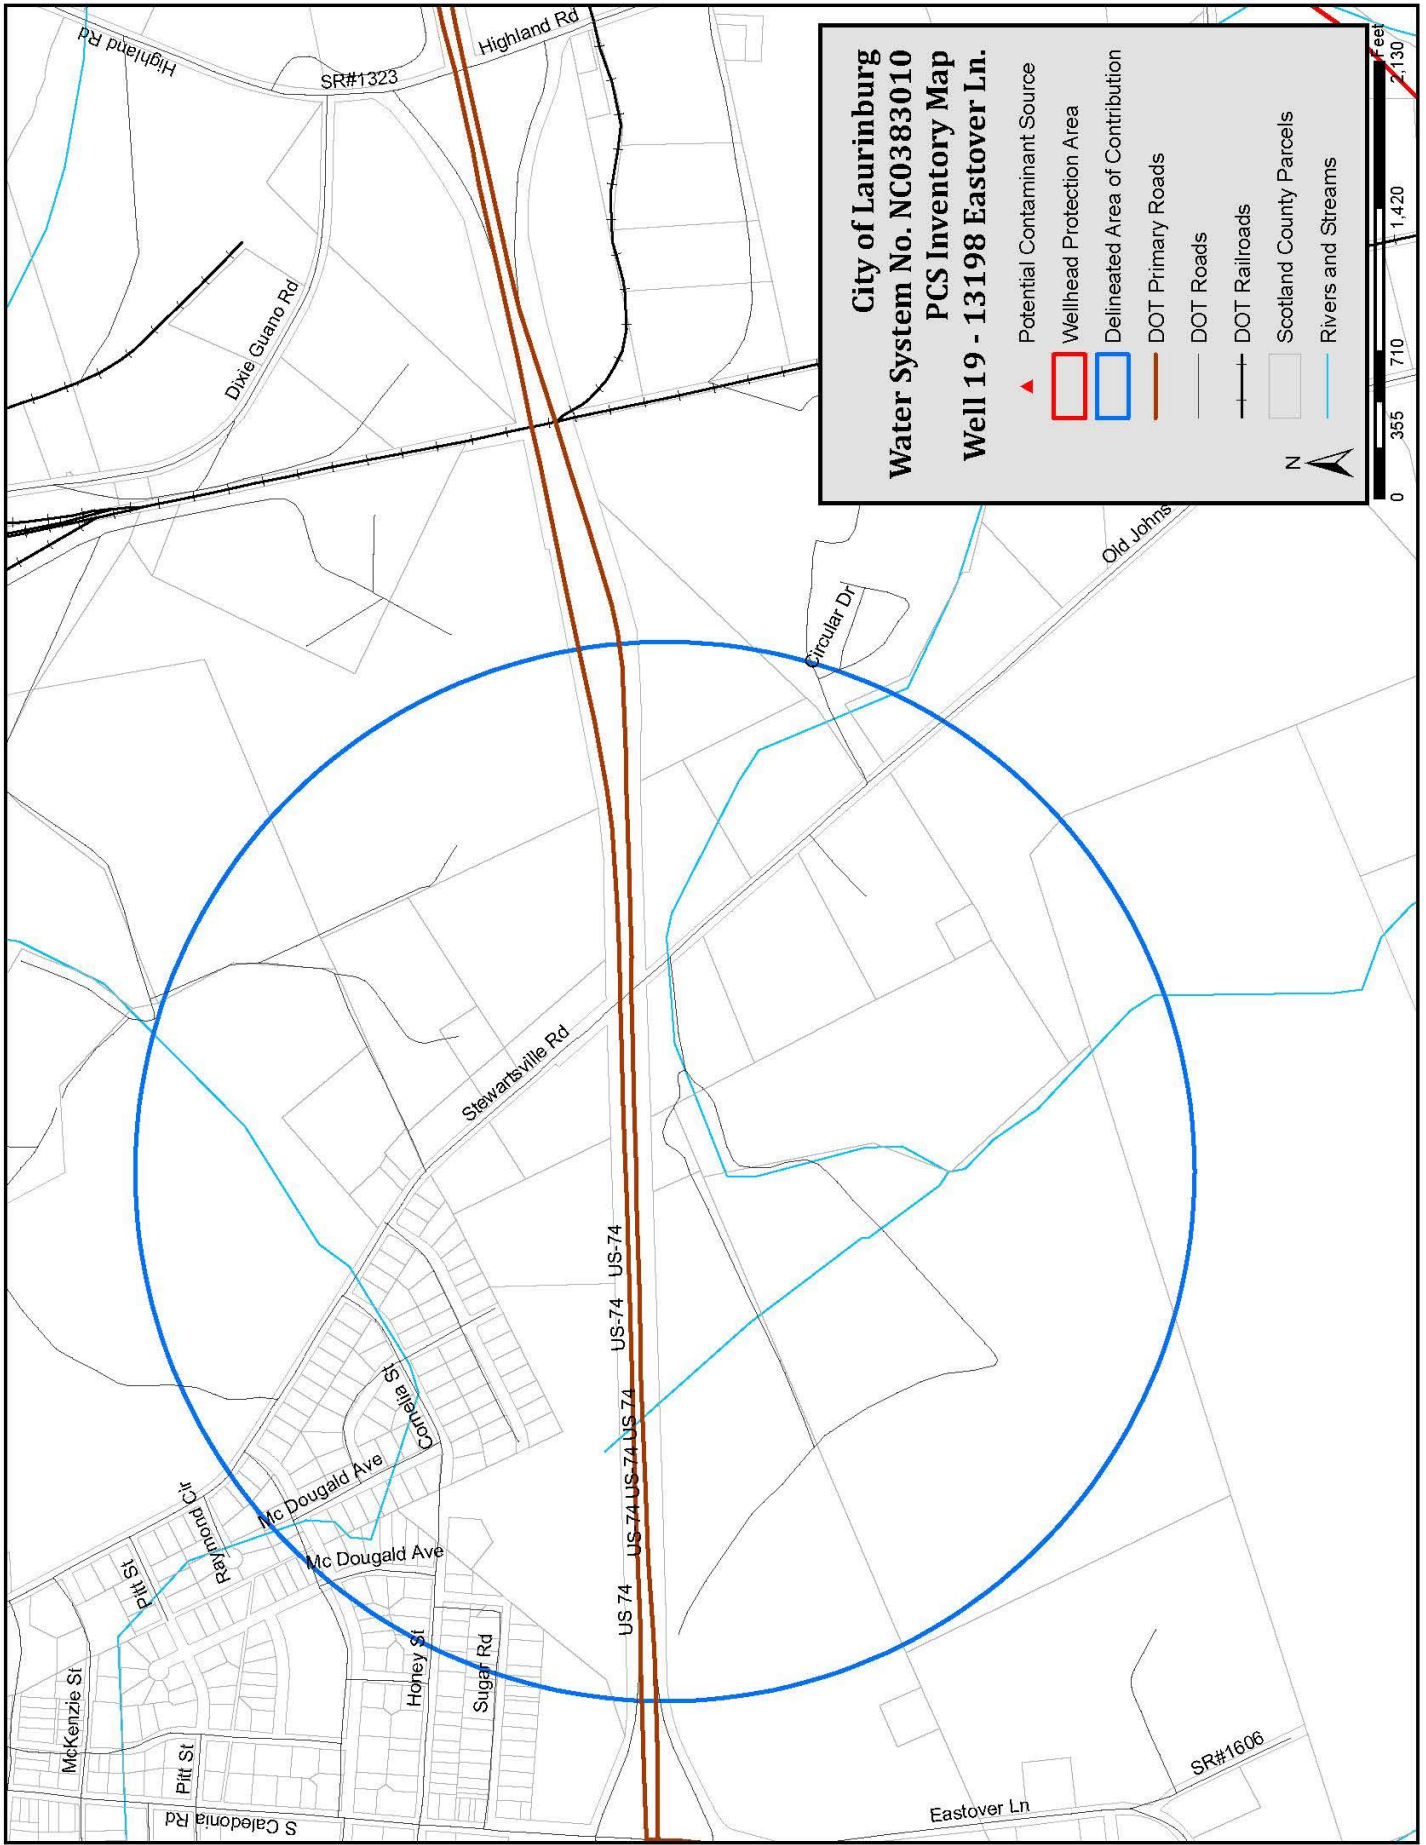 City of Laurinburg
Water System No. NC0383010
PCS Inventory Map
Well 19 - 13198 Eastover Ln.
Potential Contaminant Source
Wellhead Protection Area
Delineated Area of Contribution
DOT Primary Roads
DOT Roads
DOT Railroads
Scotland County Parcels
Rivers and Streams
N
0 355 710 1,420 2,130
Feet
Highland Rd
SR#1323
Highland Rd
Dixie Guano Rd
Circular Dr
Old Johns
Stewartsville Rd
US-74
US-74
US 74
US-74
US 74
US 74
Cornelia St
Mc Dougald Ave
Mc Dougald Ave
Raymond Cir
Pitt St
McKenzie St
Pitt St
S Caledonia Rd
Honey St
Sugar Rd
Eastover Ln
SR#1606